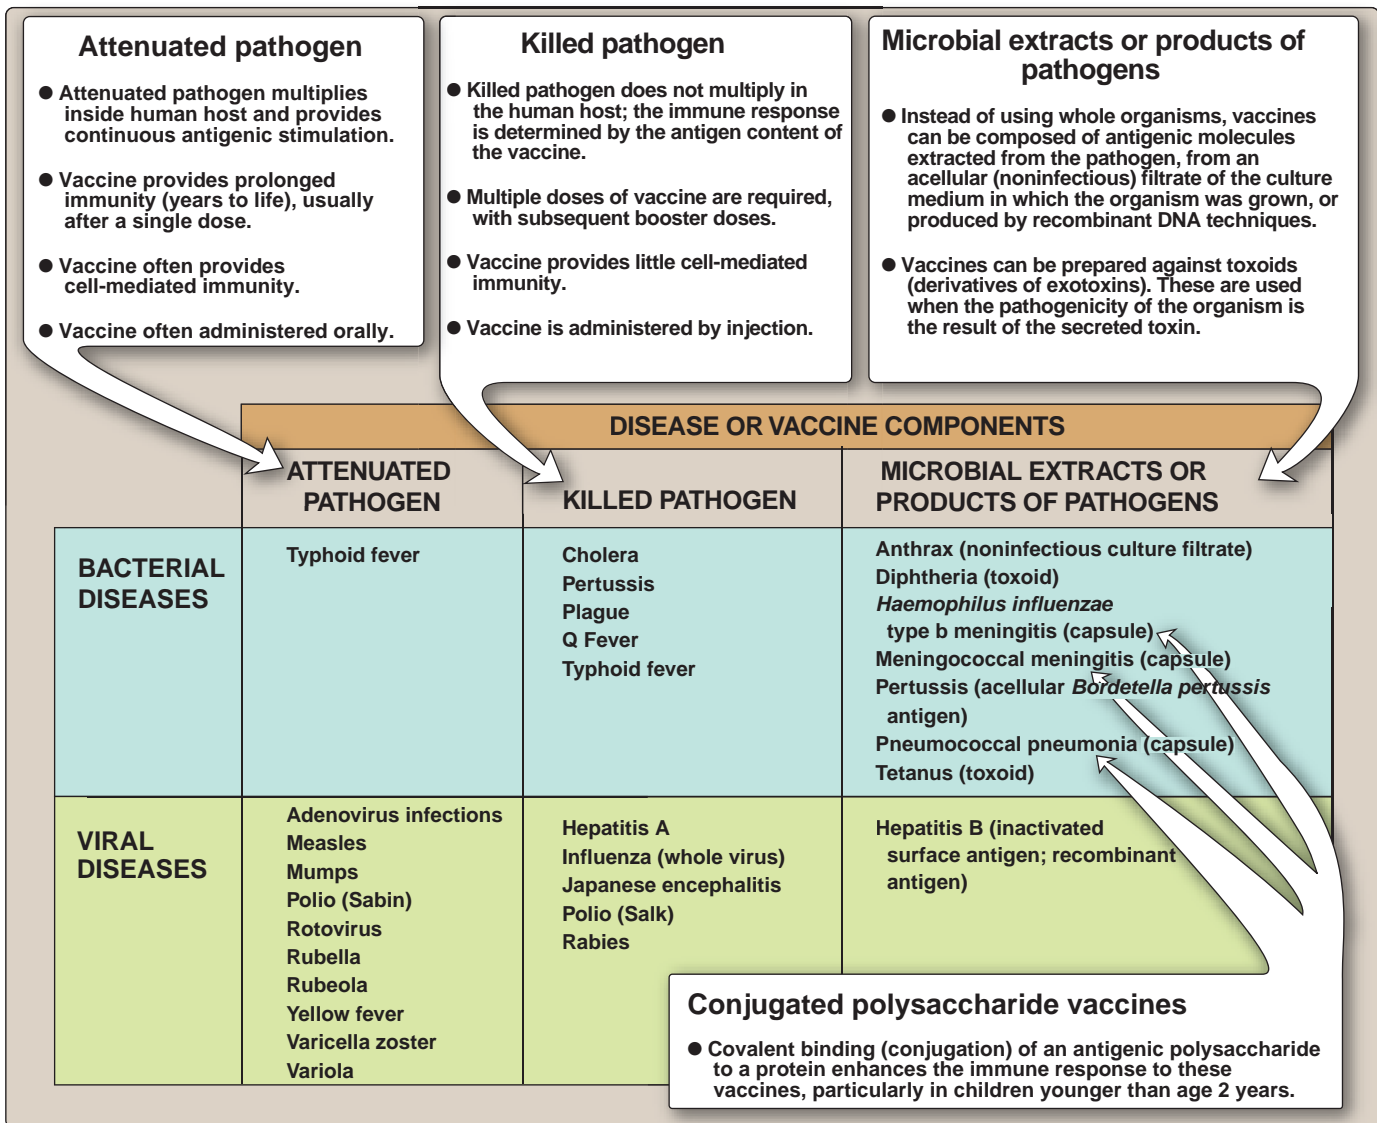 Attenuated pathogen
● Attenuated pathogen multiplies
inside human host and provides
continuous antigenic stimulation.
● Vaccine provides prolonged
immunity (years to life), usually
after a single dose.
● Vaccine often provides
cell-mediated immunity.
● Vaccine often administered orally.
Killed pathogen
● Killed pathogen does not multiply in
the human host; the immune response
is determined by the antigen content of
the vaccine.
● Multiple doses of vaccine are required,
with subsequent booster doses.
● Vaccine provides little cell-mediated
immunity.
● Vaccine is administered by injection.
Microbial extracts or products of
pathogens
● Instead of using whole organisms, vaccines
can be composed of antigenic molecules
extracted from the pathogen, from an
acellular (noninfectious) filtrate of the culture
medium in which the organism was grown, or
produced by recombinant DNA techniques.
● Vaccines can be prepared against toxoids
(derivatives of exotoxins). These are used
when the pathogenicity of the organism is
the result of the secreted toxin.
DISEASE OR VACCINE COMPONENTS
ATTENUATED
PATHOGEN
KILLED PATHOGEN
MICROBIAL EXTRACTS OR
PRODUCTS OF PATHOGENS
BACTERIAL
DISEASES
Typhoid fever
Cholera
Pertussis
Plague
Q Fever
Typhoid fever
Anthrax (noninfectious culture filtrate)
Diphtheria (toxoid)
Haemophilus influenzae
type b meningitis (capsule)
Meningococcal meningitis (capsule)
Pertussis (acellular Bordetella pertussis
antigen)
Pneumococcal pneumonia (capsule)
Tetanus (toxoid)
VIRAL
DISEASES
Adenovirus infections
Measles
Mumps
Polio (Sabin)
Rotovirus
Rubella
Rubeola
Yellow fever
Varicella zoster
Variola
Hepatitis A
Influenza (whole virus)
Japanese encephalitis
Polio (Salk)
Rabies
Hepatitis B (inactivated
surface antigen; recombinant
antigen)
Conjugated polysaccharide vaccines
● Covalent binding (conjugation) of an antigenic polysaccharide
to a protein enhances the immune response to these
vaccines, particularly in children younger than age 2 years.